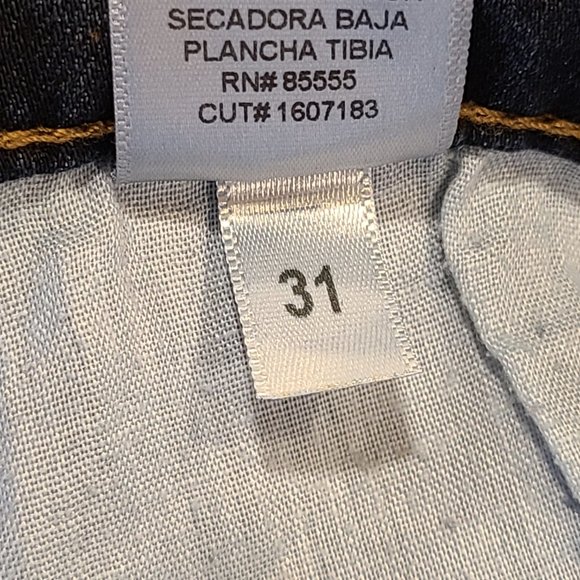 SECADORA BAJA
PLANCHA TIBIA
RN# 85555
CUT# 1607183
31